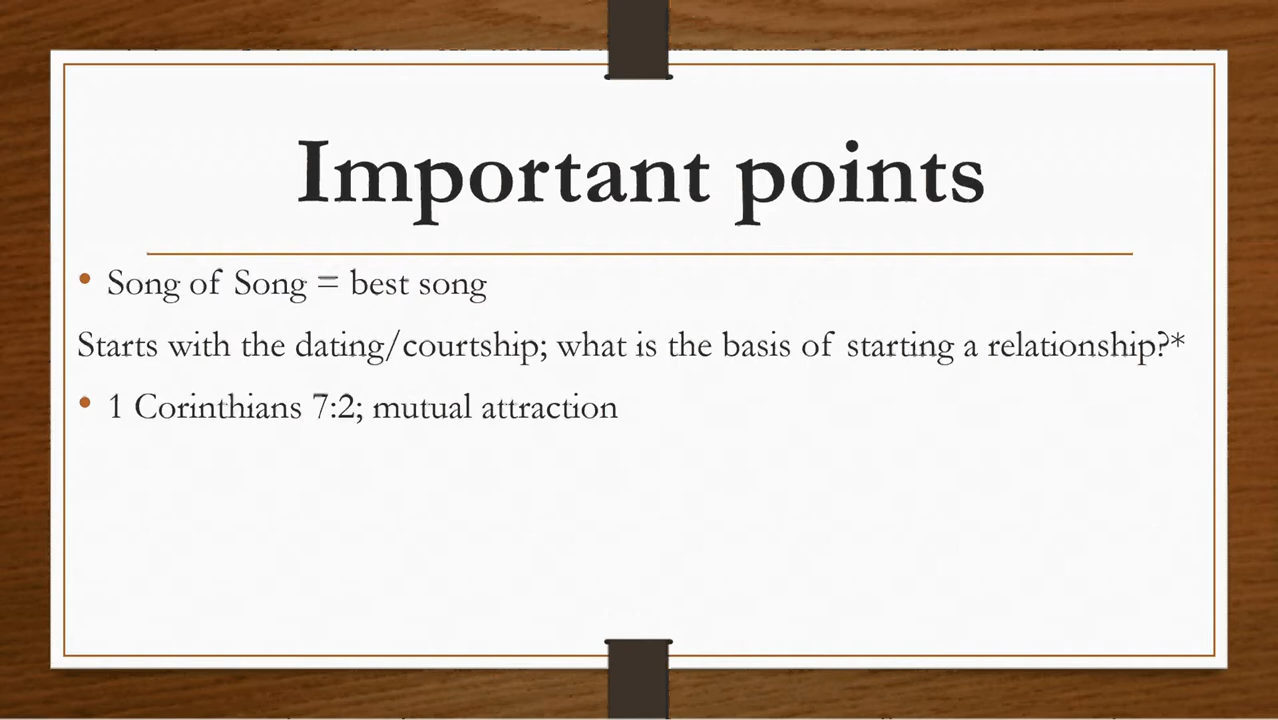 Important points
• Song of Song = best song
Starts with the dating/courtship; what is the basis of starting a relationship?*
• 1 Corinthians 7:2; mutual attraction